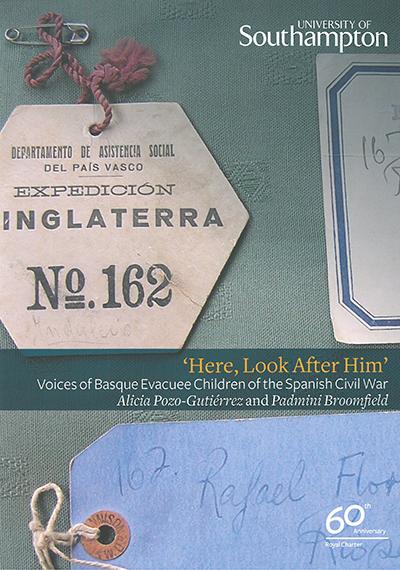 UNIVERSITY OF
Southampton
DEPARTAMENTO DE ASISTENCIA SOCIAL
DEL PAÍS VASCO
EXPEDICIÓN
INGLATERRA
No. 162
'Here, Look After Him'
Voices of Basque Evacuee Children of the Spanish Civil War
Alicia Pozo-Gutiérrez and Padmini Broomfield
162. Rafael Flor
60th
Anniversary
Royal Charter